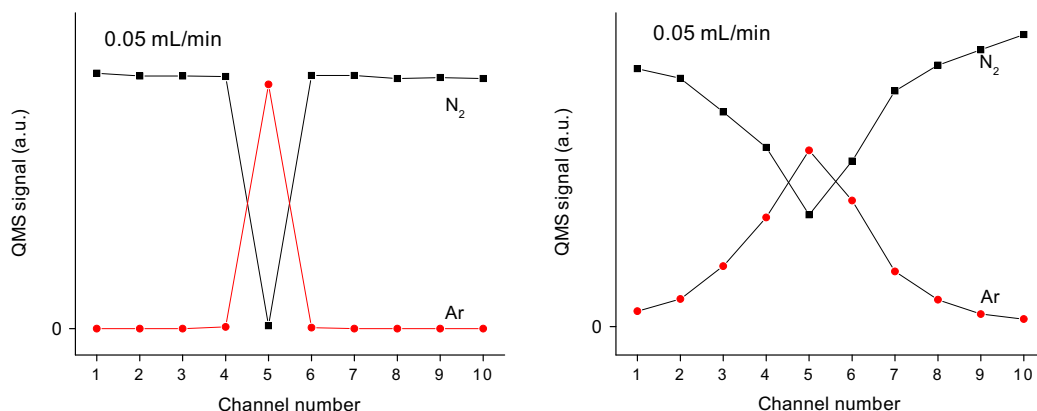 0.05 mL/min
QMS signal (a.u.)
N₂
Ar
0
1 2 3 4 5 6 7 8 9 10
Channel number
0.05 mL/min
QMS signal (a.u.)
N₂
Ar
0
1 2 3 4 5 6 7 8 9 10
Channel number